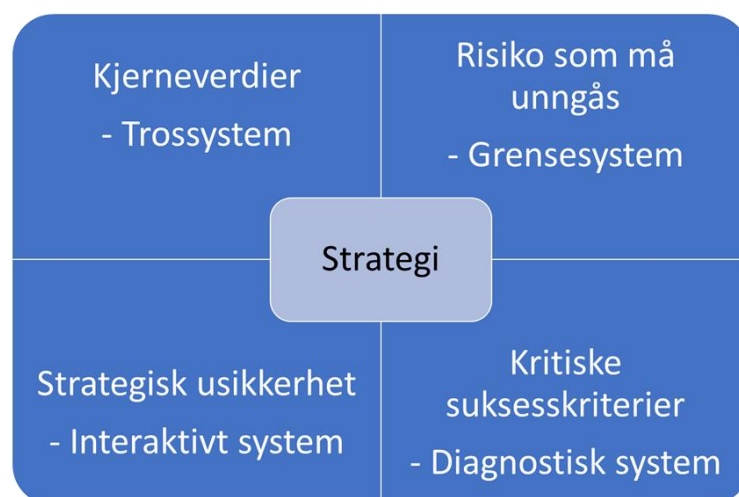 Kjerneverdier
- Trossystem
Risiko som må
unngås
- Grensesystem
Strategi
Strategisk usikkerhet
- Interaktivt system
Kritiske
suksesskriterier
- Diagnostisk system